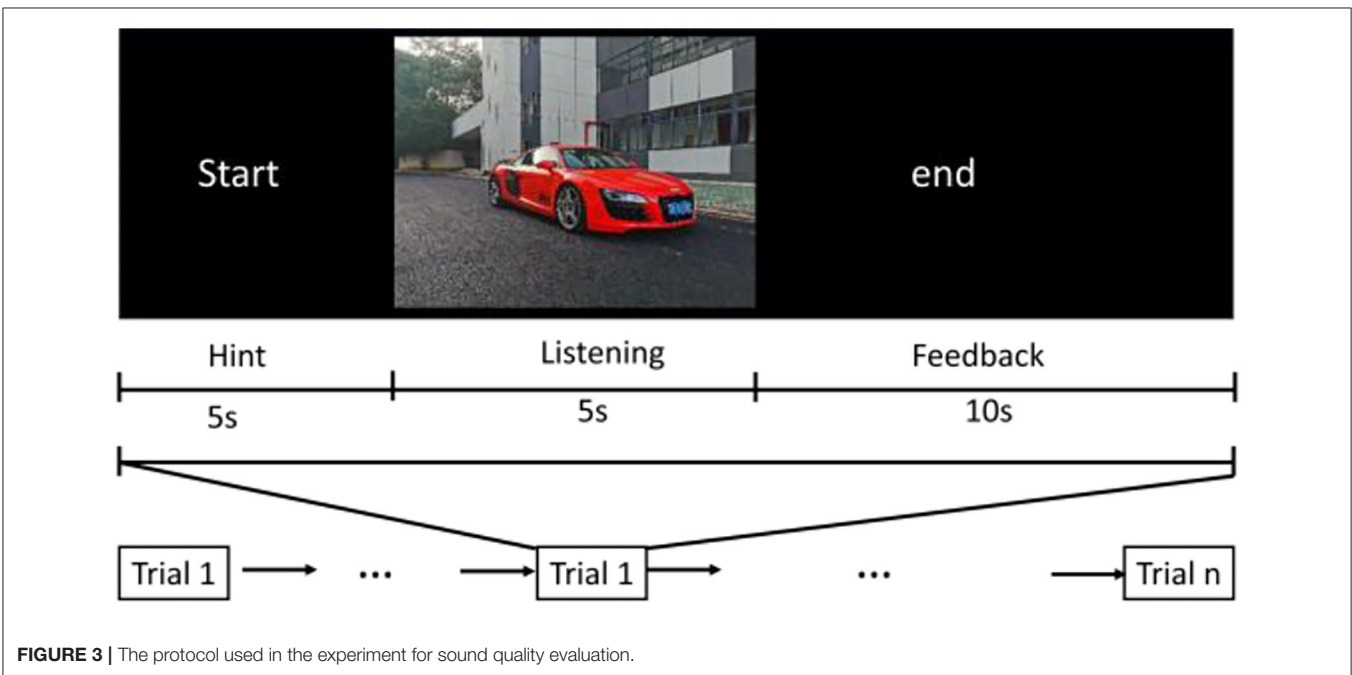 Start
end
Hint
Listening
Feedback
5s
5s
10s
Trial 1
...
Trial 1
...
Trial n
FIGURE 3 | The protocol used in the experiment for sound quality evaluation.